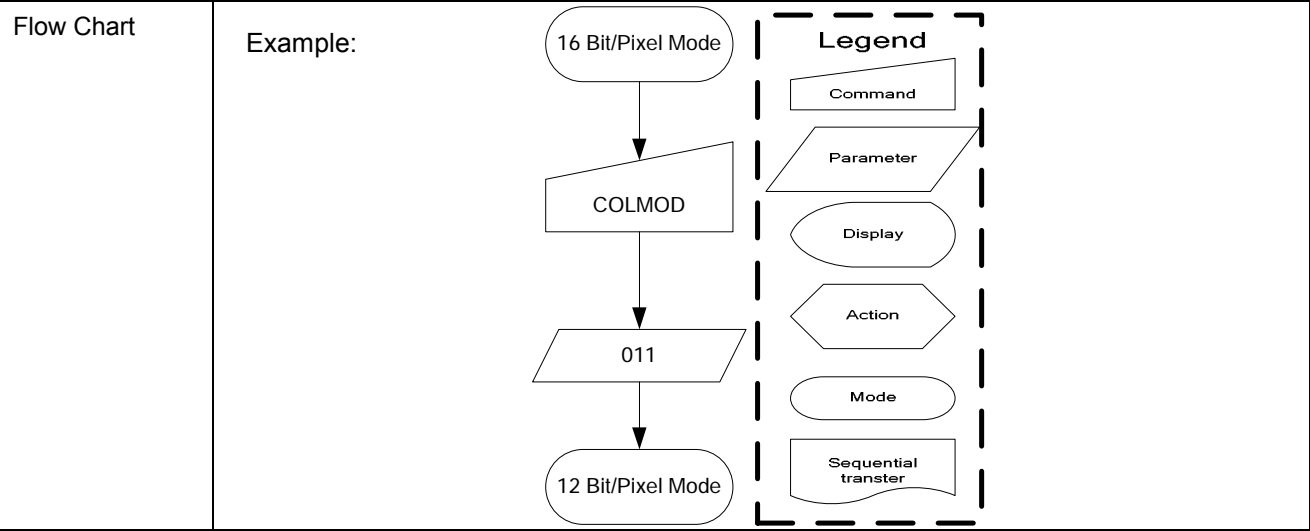 Flow Chart
Example:
16 Bit/Pixel Mode
COLMOD
011
12 Bit/Pixel Mode
Legend
Command
Parameter
Display
Action
Mode
Sequential
transter